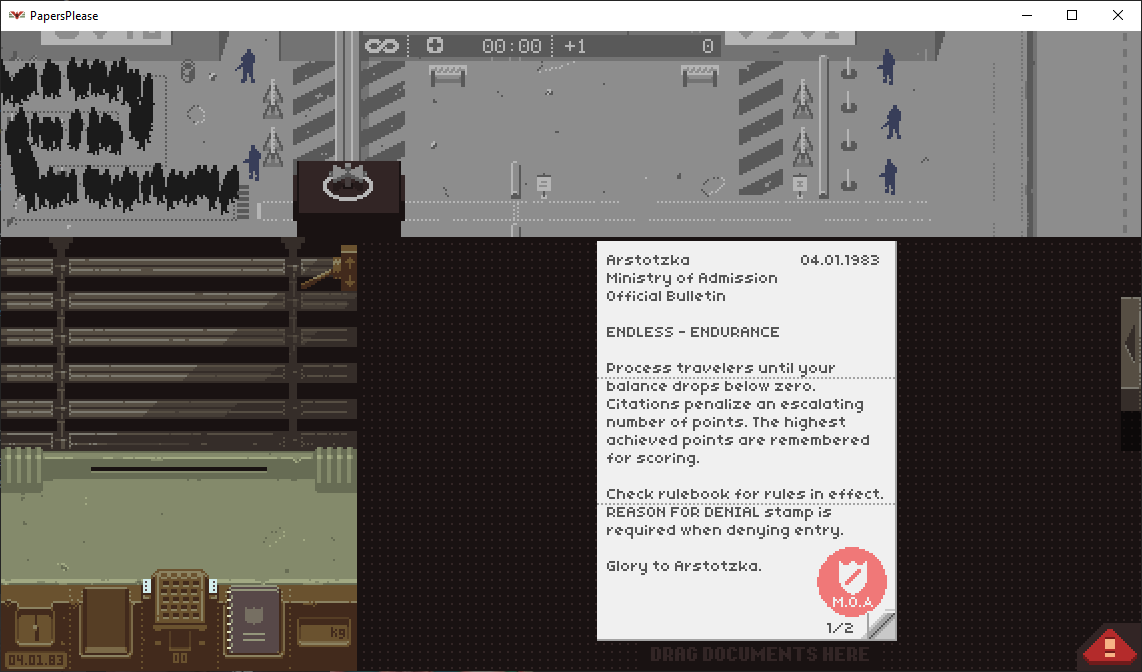 PapersPlease
00:00 +1 0
Arstotzka 04.01.1983
Ministry of Admission
Official Bulletin
ENDLESS - ENDURANCE
Process travelers until your
balance drops below zero.
Citations penalize an escalating
number of points. The highest
achieved points are remembered
for scoring.
Check rulebook for rules in effect.
REASON FOR DENIAL stamp is
required when denying entry.
Glory to Arstotzka.
M.O.A
1/2
kg
04.01.83
00
DRAG DOCUMENTS HERE